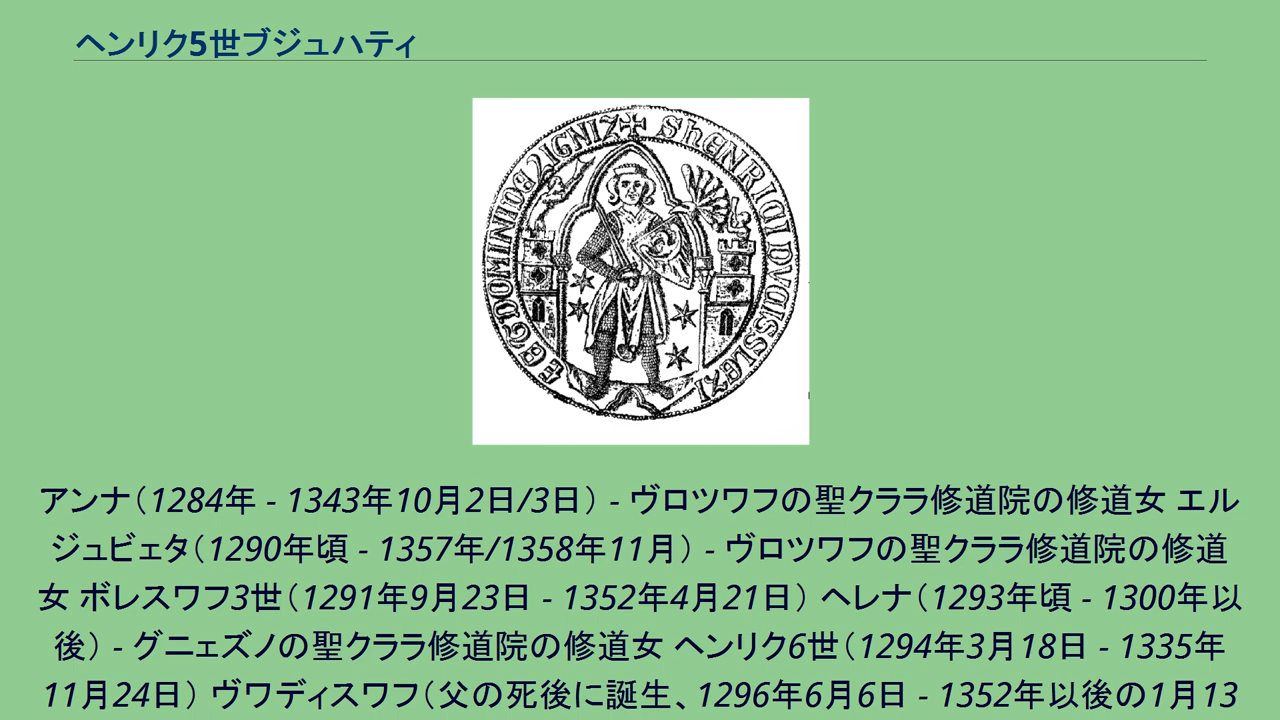 ヘンリク5世ブジュハティ
アンナ（1284年 - 1343年10月2日/3日） - ヴロツワフの聖クララ修道院の修道女 エル
ジュビェタ（1290年頃 - 1357年/1358年11月） - ヴロツワフの聖クララ修道院の修道
女 ボレスワフ3世（1291年9月23日 - 1352年4月21日） ヘレナ（1293年頃 - 1300年以
後） - グニェズノの聖クララ修道院の修道女 ヘンリク6世（1294年3月18日 - 1335年
11月24日） ヴワディスワフ（父の死後に誕生、1296年6月6日 - 1352年以後の1月13